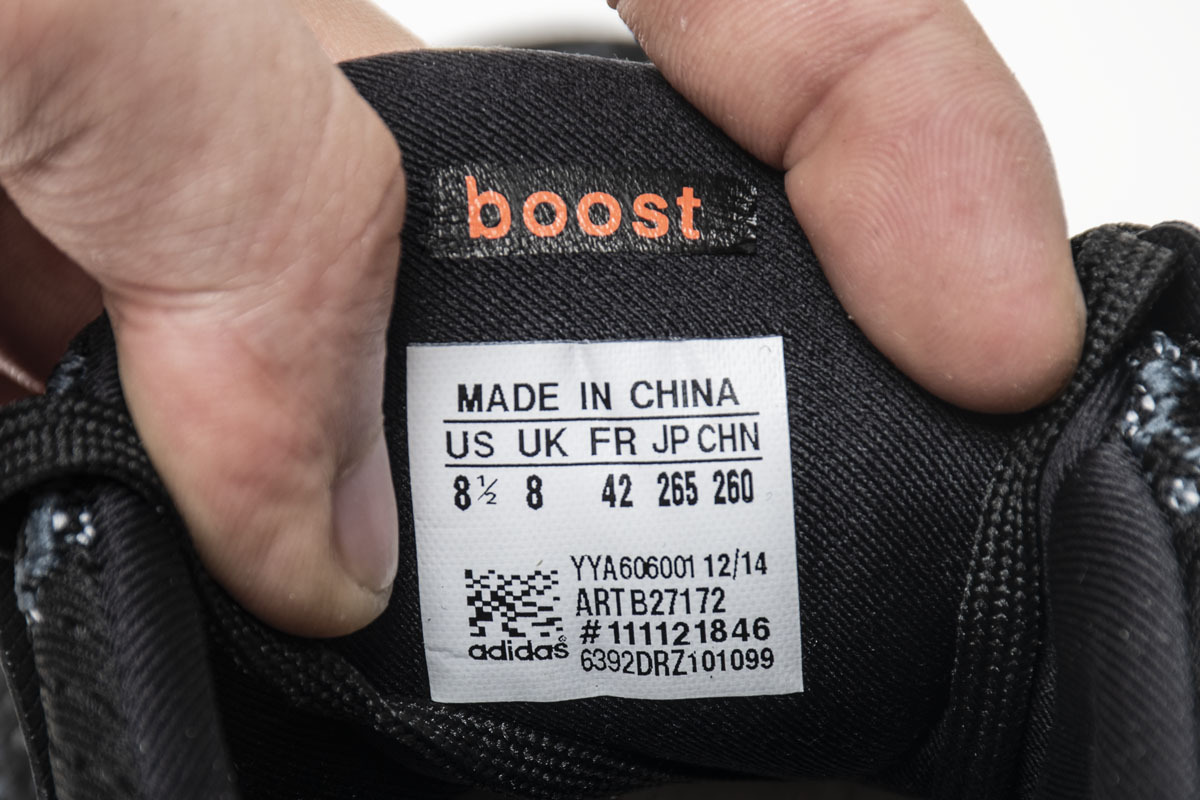 boost
MADE IN CHINA
US UK FR JP CHN
8½ 8 42 265 260
YYA606001 12/14
ART B27172
#111121846
adidas
6392DRZ101099